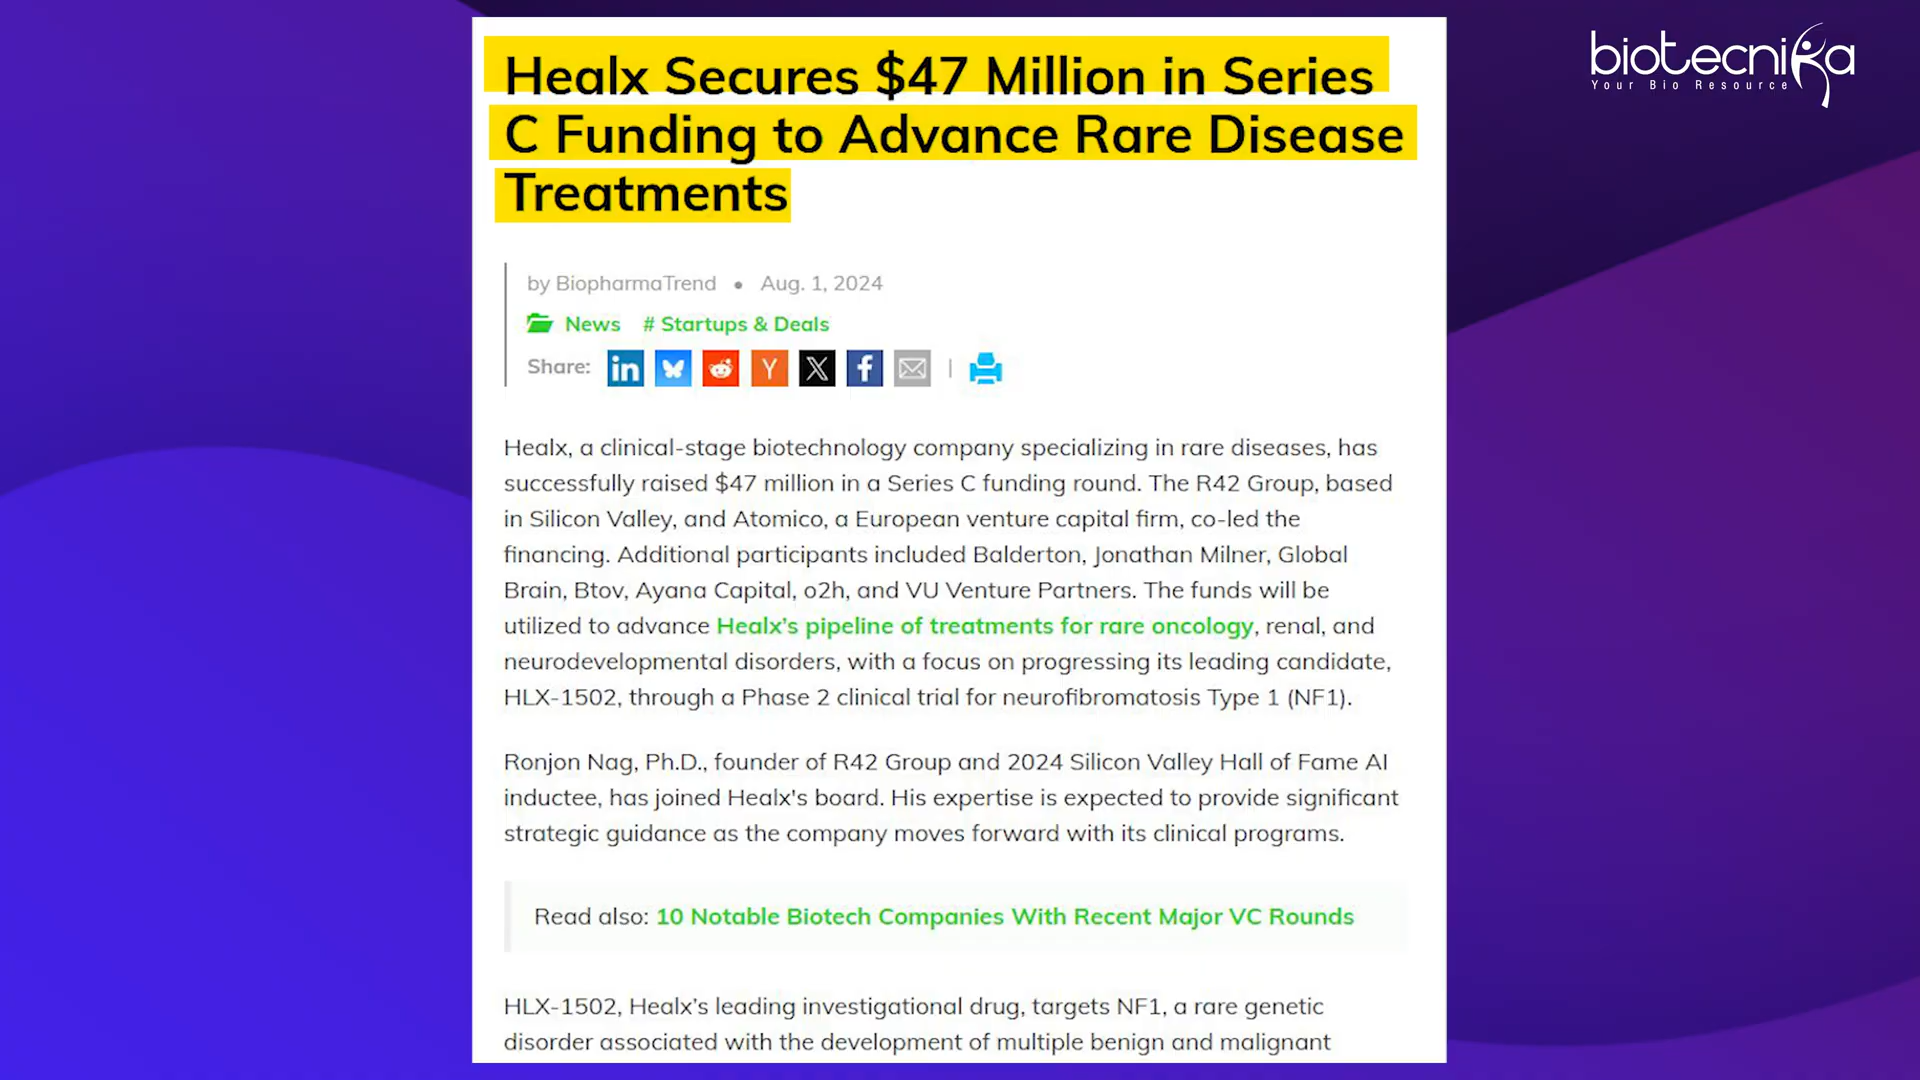 biotecnika
Your Bio Resource
Healx Secures $47 Million in Series
C Funding to Advance Rare Disease
Treatments
by BiopharmaTrend • Aug. 1, 2024
News # Startups & Deals
Share: in Y X f |
Healx, a clinical-stage biotechnology company specializing in rare diseases, has
successfully raised $47 million in a Series C funding round. The R42 Group, based
in Silicon Valley, and Atomico, a European venture capital firm, co-led the
financing. Additional participants included Balderton, Jonathan Milner, Global
Brain, Btov, Ayana Capital, o2h, and VU Venture Partners. The funds will be
utilized to advance Healx's pipeline of treatments for rare oncology, renal, and
neurodevelopmental disorders, with a focus on progressing its leading candidate,
HLX-1502, through a Phase 2 clinical trial for neurofibromatosis Type 1 (NF1).
Ronjon Nag, Ph.D., founder of R42 Group and 2024 Silicon Valley Hall of Fame AI
inductee, has joined Healx's board. His expertise is expected to provide significant
strategic guidance as the company moves forward with its clinical programs.
Read also: 10 Notable Biotech Companies With Recent Major VC Rounds
HLX-1502, Healx's leading investigational drug, targets NF1, a rare genetic
disorder associated with the development of multiple benign and malignant